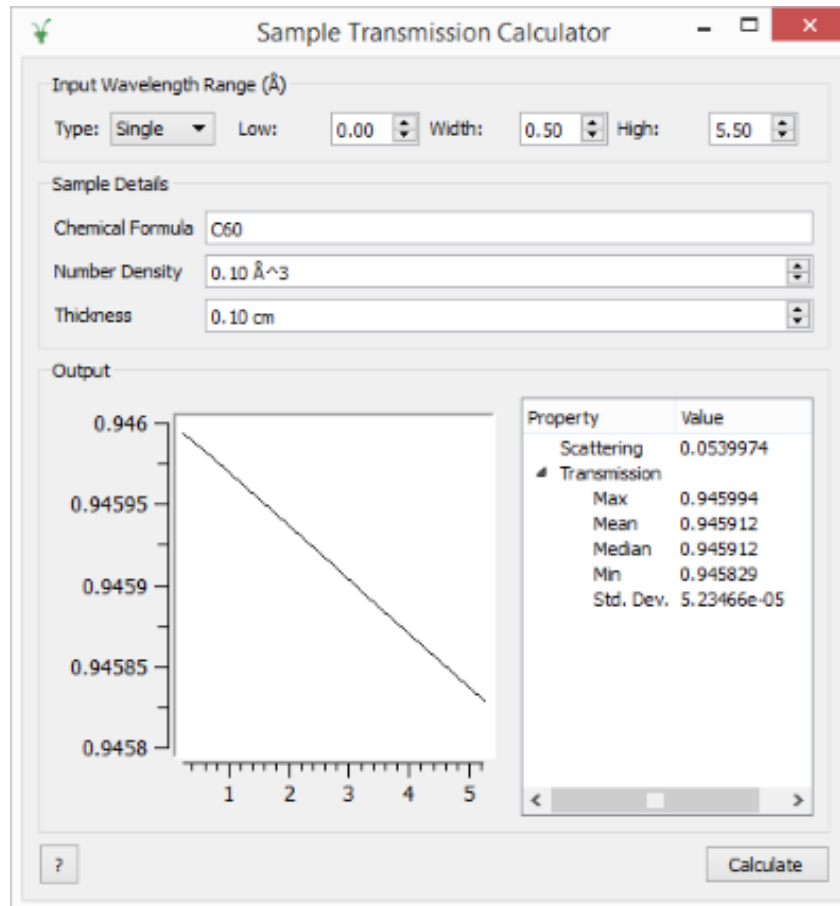 Sample Transmission Calculator
Input Wavelength Range (Å)
Type: Single Low: 0.00 Width: 0.50 High: 5.50
Sample Details
Chemical Formula C60
Number Density 0.10 Å^3
Thickness 0.10 cm
Output
0.946
0.94595
0.9459
0.94585
0.9458
1 2 3 4 5
Property Value
Scattering 0.0539974
Transmission
Max 0.945994
Mean 0.945912
Median 0.945912
Min 0.945829
Std. Dev. 5.23466e-05
?
Calculate